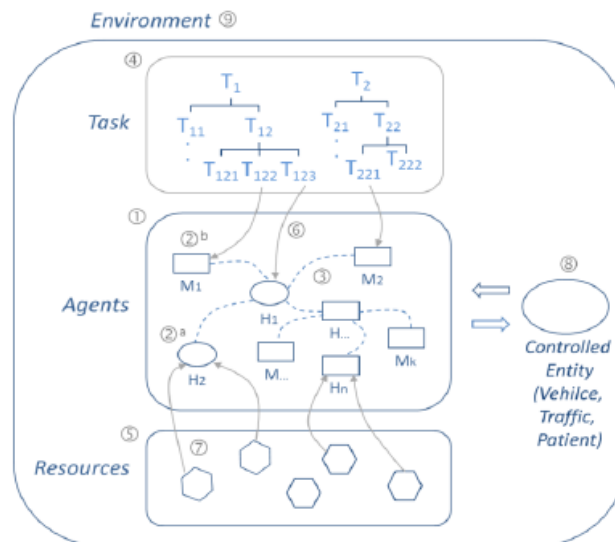 Environment ⑨
④
T1 T2
Task
T11 T12 T21 T22
T121 T122 T123 T221 T222
①
②b ⑥
M1 M2
③
H1
⑧
Agents
H...
②a
H2 M... Mk
Hn
Controlled
Entity
(Vehilce,
Traffic,
Patient)
⑤
⑦
Resources